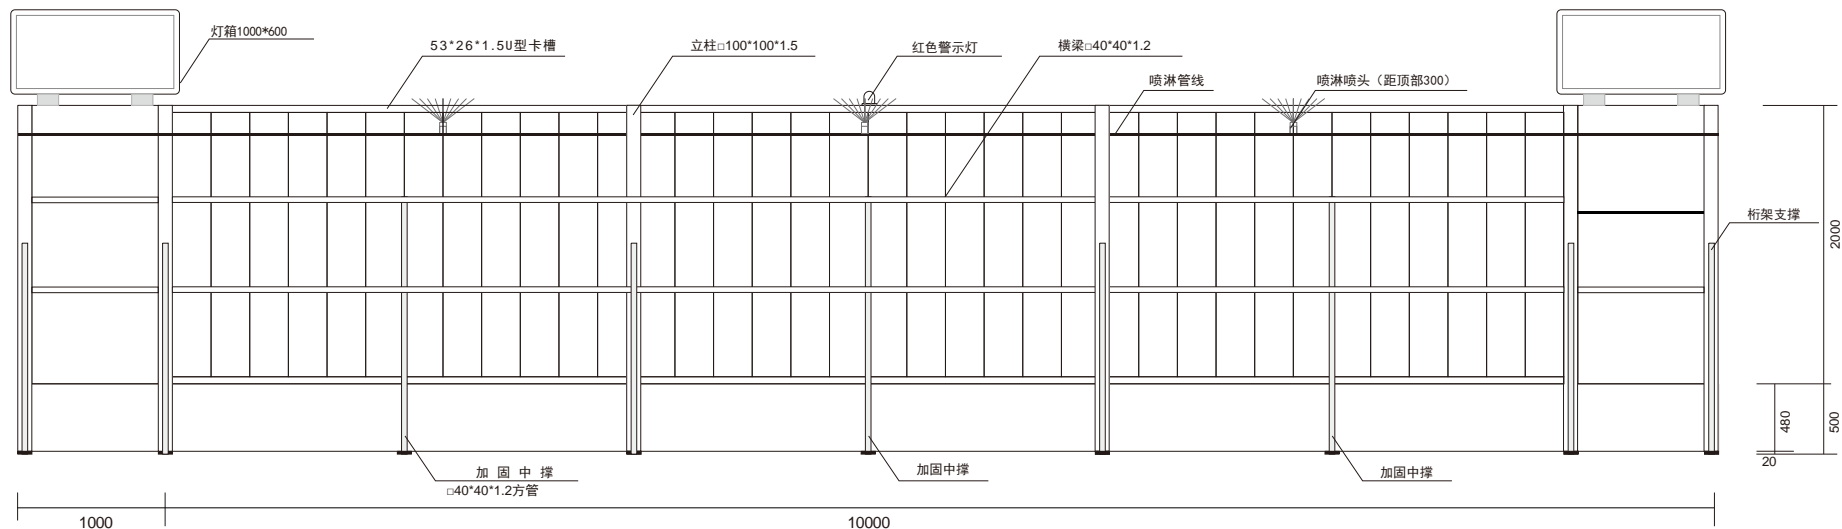 灯箱1000*600
53*26*1.5U型卡槽
立柱□100*100*1.5
红色警示灯
横梁□40*40*1.2
喷淋管线
喷淋喷头（距顶部300）
桁架支撑
2000
480
500
20
加固中撑
□40*40*1.2方管
加固中撑
加固中撑
1000
10000